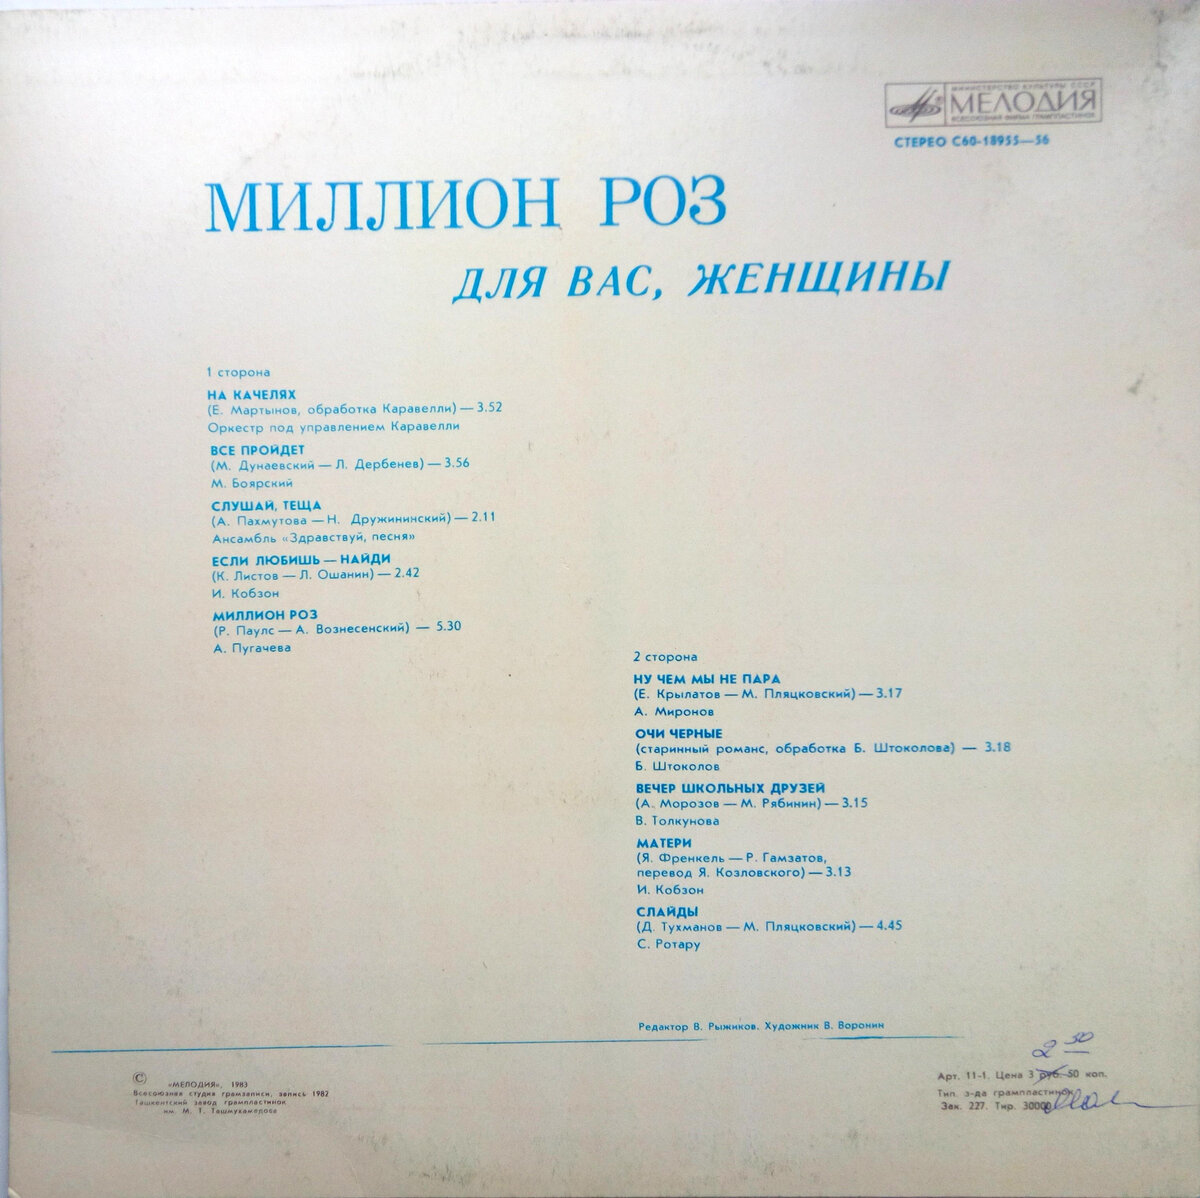 МИНИСТЕРСТВО КУЛЬТУРЫ СССР
МЕЛОДИЯ
ВСЕСОЮЗНАЯ ФИРМА ГРАМПЛАСТИНОК
СТЕРЕО С60-18955—56
МИЛЛИОН РОЗ
ДЛЯ ВАС, ЖЕНЩИНЫ
1 сторона
НА КАЧЕЛЯХ
(Е. Мартынов, обработка Каравелли) — 3.52
Оркестр под управлением Каравелли
ВСЕ ПРОЙДЕТ
(М. Дунаевский — Л. Дербенев) — 3.56
М. Боярский
СЛУШАЙ, ТЕЩА
(А. Пахмутова — Н. Дружининский) — 2.11
Ансамбль «Здравствуй, песня»
ЕСЛИ ЛЮБИШЬ — НАЙДИ
(К. Листов — Л. Ошанин) — 2.42
И. Кобзон
МИЛЛИОН РОЗ
(Р. Паулс — А. Вознесенский) — 5.30
А. Пугачева
2 сторона
НУ ЧЕМ МЫ НЕ ПАРА
(Е. Крылатов — М. Пляцковский) — 3.17
А. Миронов
ОЧИ ЧЕРНЫЕ
(старинный романс, обработка Б. Штоколова) — 3.18
Б. Штоколов
ВЕЧЕР ШКОЛЬНЫХ ДРУЗЕЙ
(А. Морозов — М. Рябинин) — 3.15
В. Толкунова
МАТЕРИ
(Я. Френкель — Р. Гамзатов,
перевод Я. Козловского) — 3.13
И. Кобзон
СЛАЙДЫ
(Д. Тухманов — М. Пляцковский) — 4.45
С. Ротару
Редактор В. Рыжиков. Художник В. Воронин
© «МЕЛОДИЯ», 1983
Всесоюзная студия грамзаписи, запись 1982
Ташкентский завод грампластинок
им. М. Т. Ташмухамедова
2 50
Арт. 11-1. Цена 3 руб. 50 коп.
Тип. з-да грампластинок
Зак. 227. Тир. 30000